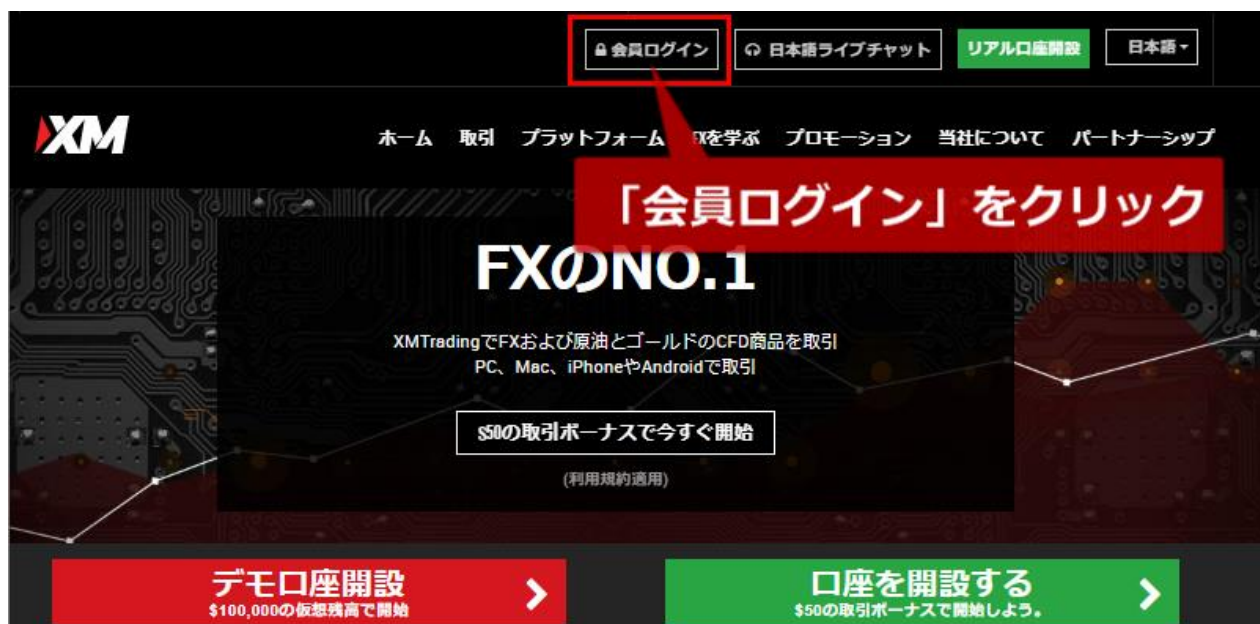 会員ログイン
日本語ライブチャット
リアル口座開設
日本語
XM
ホーム 取引 プラットフォーム Xを学ぶ プロモーション 当社について パートナーシップ
「会員ログイン」をクリック
FXのNO.1
XMTradingでFXおよび原油とゴールドのCFD商品を取引
PC、Mac、iPhoneやAndroidで取引
$50の取引ボーナスで今すぐ開始
(利用規約適用)
デモ口座開設
$100,000の仮想残高で開始
口座を開設する
$50の取引ボーナスで開始しよう。